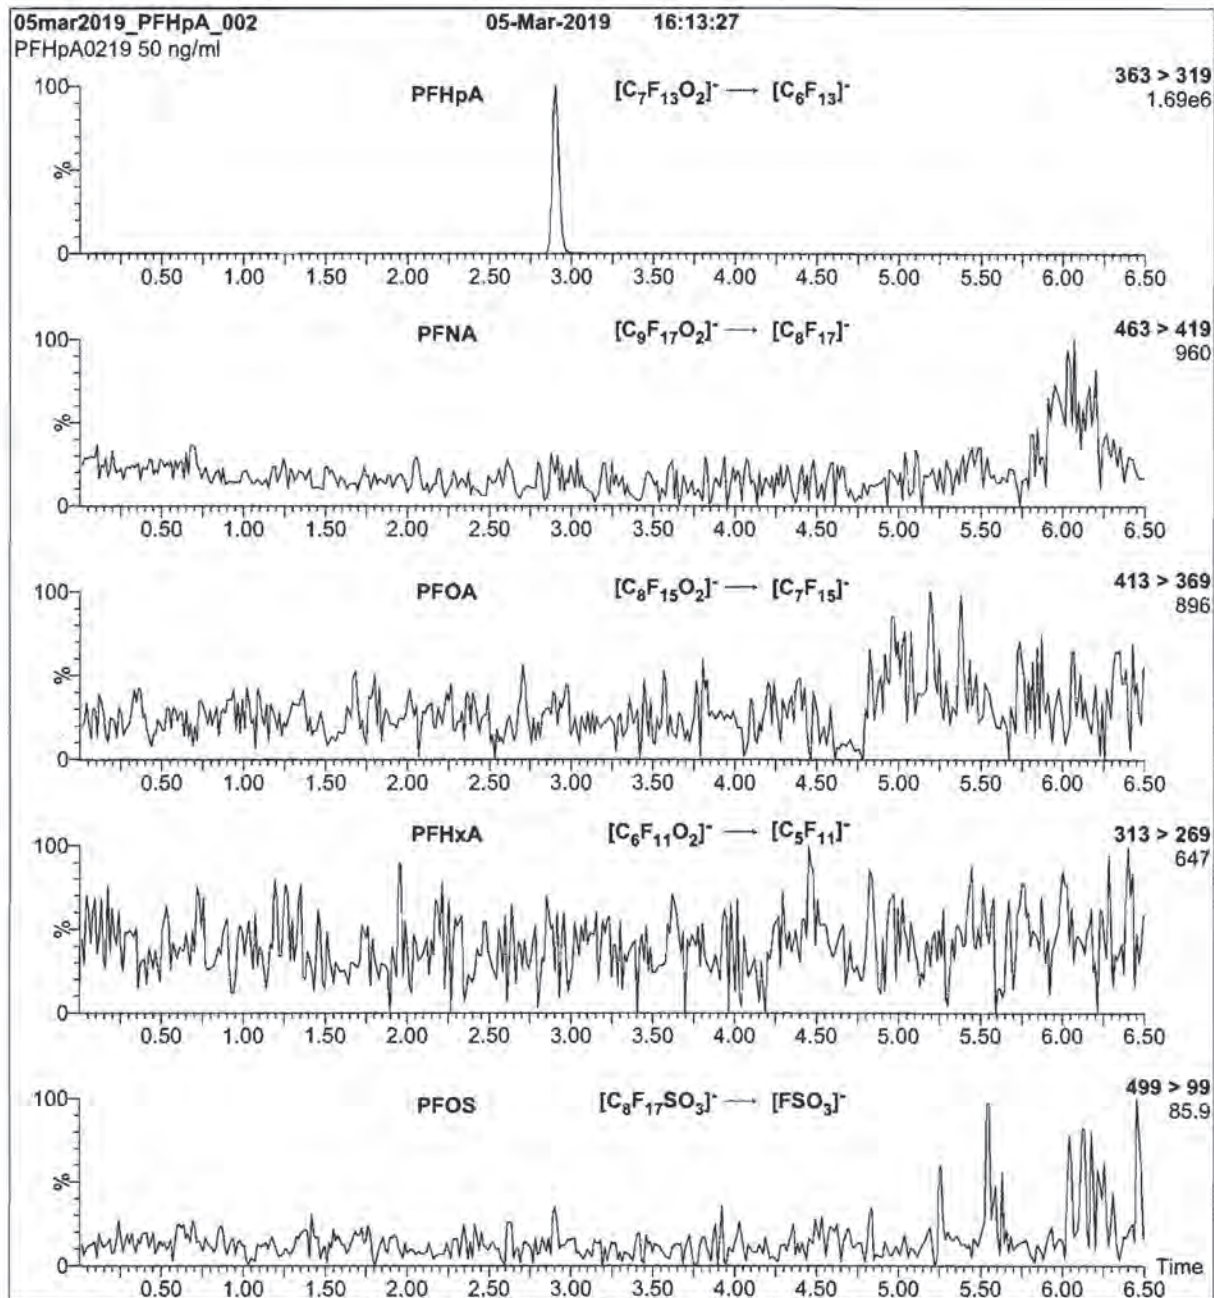 05mar2019_PFHpA_002 05-Mar-2019 16:13:27
PFHpA0219 50 ng/ml
PFHpA [C₇F₁₃O₂]⁻ → [C₆F₁₃]⁻ 363 > 319
1.69e6
100
%
0
0.50 1.00 1.50 2.00 2.50 3.00 3.50 4.00 4.50 5.00 5.50 6.00 6.50
PFNA [C₉F₁₇O₂]⁻ → [C₈F₁₇]⁻ 463 > 419
960
100
%
0
0.50 1.00 1.50 2.00 2.50 3.00 3.50 4.00 4.50 5.00 5.50 6.00 6.50
PFOA [C₈F₁₅O₂]⁻ → [C₇F₁₅]⁻ 413 > 369
896
100
%
0
0.50 1.00 1.50 2.00 2.50 3.00 3.50 4.00 4.50 5.00 5.50 6.00 6.50
PFHxA [C₆F₁₁O₂]⁻ → [C₅F₁₁]⁻ 313 > 269
647
100
%
0
0.50 1.00 1.50 2.00 2.50 3.00 3.50 4.00 4.50 5.00 5.50 6.00 6.50
PFOS [C₈F₁₇SO₃]⁻ → [FSO₃]⁻ 499 > 99
85.9
100
%
0
Time
0.50 1.00 1.50 2.00 2.50 3.00 3.50 4.00 4.50 5.00 5.50 6.00 6.50